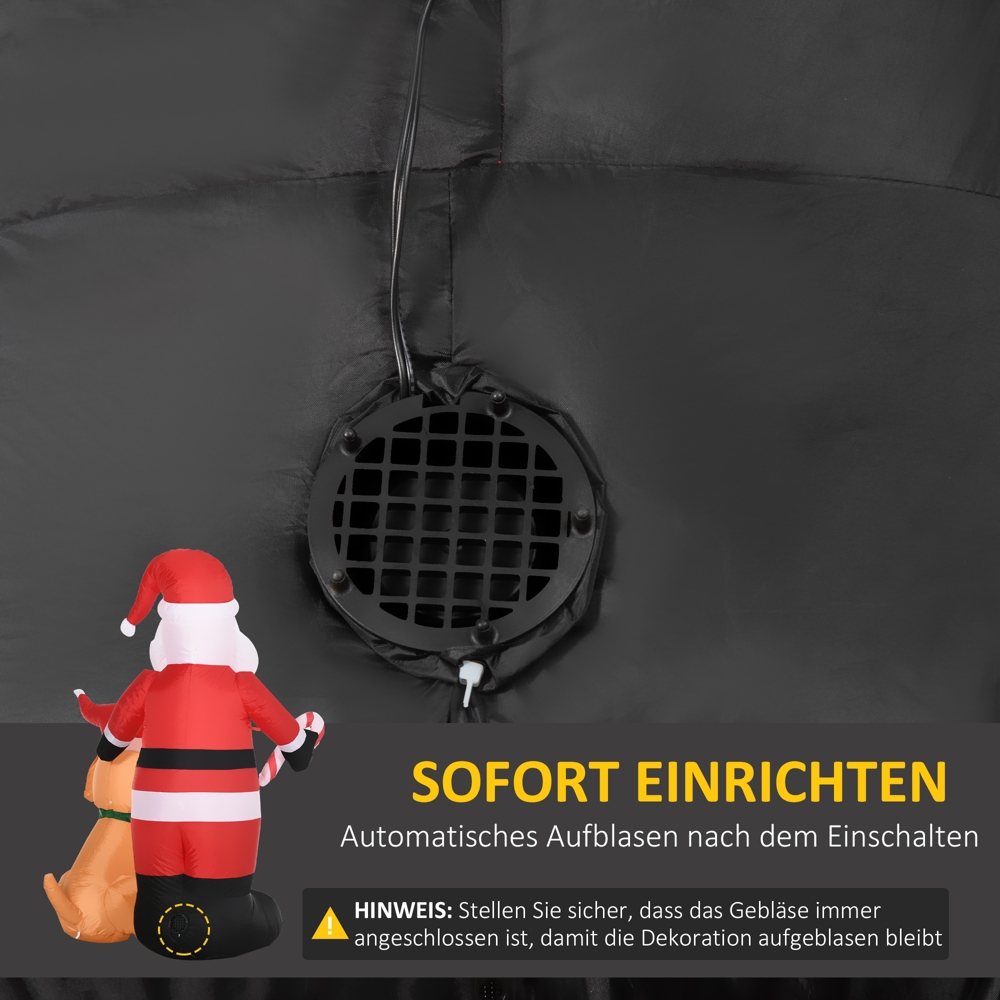 SOFORT EINRICHTEN
Automatisches Aufblasen nach dem Einschalten
HINWEIS: Stellen Sie sicher, dass das Gebläse immer
angeschlossen ist, damit die Dekoration aufgeblasen bleibt